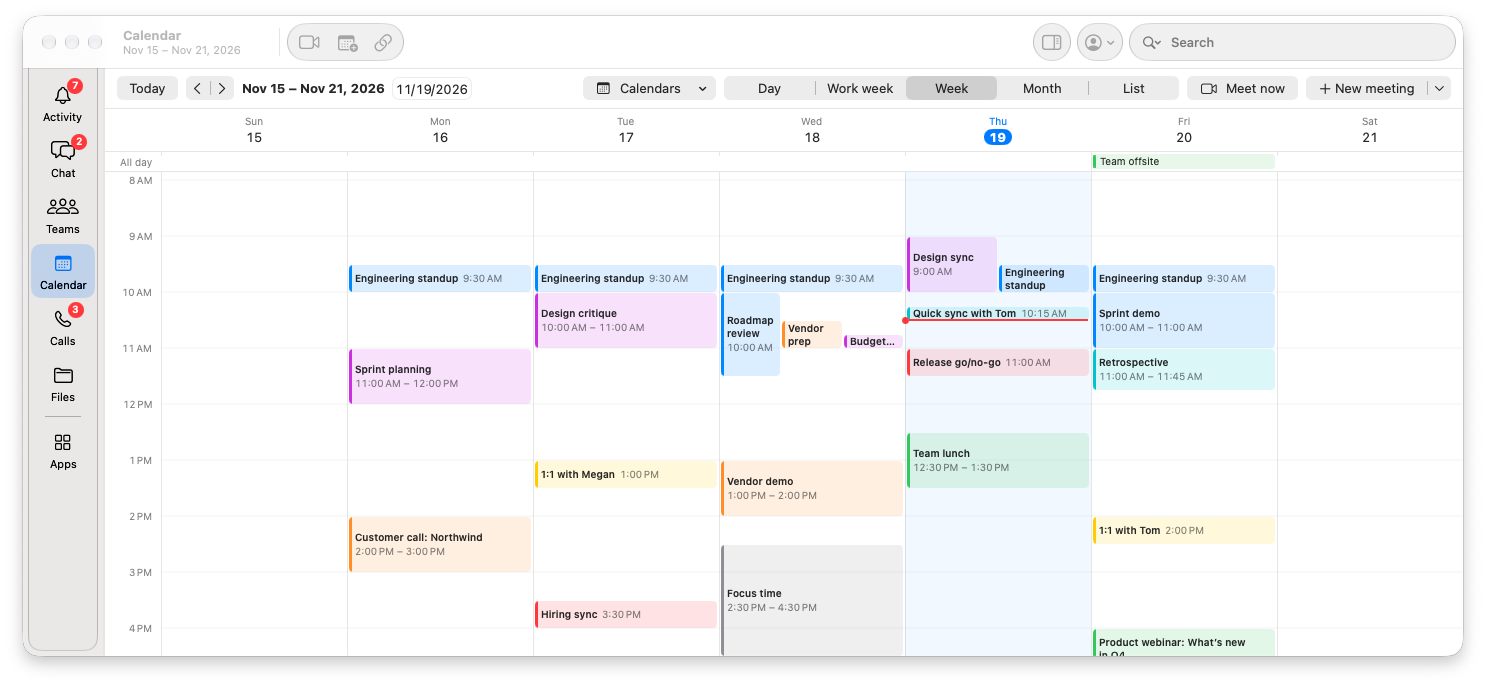 Calendar
Nov 15 – Nov 21, 2026
Search
7
Activity
2
Chat
Teams
Calendar
3
Calls
Files
Apps
Today
Nov 15 – Nov 21, 2026
11/19/2026
Calendars
Day
Work week
Week
Month
List
Meet now
New meeting
Sun
15
Mon
16
Tue
17
Wed
18
Thu
19
Fri
20
Sat
21
All day
Team offsite
8 AM
9 AM
10 AM
11 AM
12 PM
1 PM
2 PM
3 PM
4 PM
Engineering standup 9:30 AM
Sprint planning
11:00 AM – 12:00 PM
Customer call: Northwind
2:00 PM – 3:00 PM
Engineering standup 9:30 AM
Design critique
10:00 AM – 11:00 AM
1:1 with Megan 1:00 PM
Hiring sync 3:30 PM
Engineering standup 9:30 AM
Roadmap
review
10:00 AM
Vendor
prep
Budget...
Vendor demo
1:00 PM – 2:00 PM
Focus time
2:30 PM – 4:30 PM
Design sync
9:00 AM
Engineering
standup
Quick sync with Tom 10:15 AM
Release go/no-go 11:00 AM
Team lunch
12:30 PM – 1:30 PM
Engineering standup 9:30 AM
Sprint demo
10:00 AM – 11:00 AM
Retrospective
11:00 AM – 11:45 AM
1:1 with Tom 2:00 PM
Product webinar: What's new
in Q4